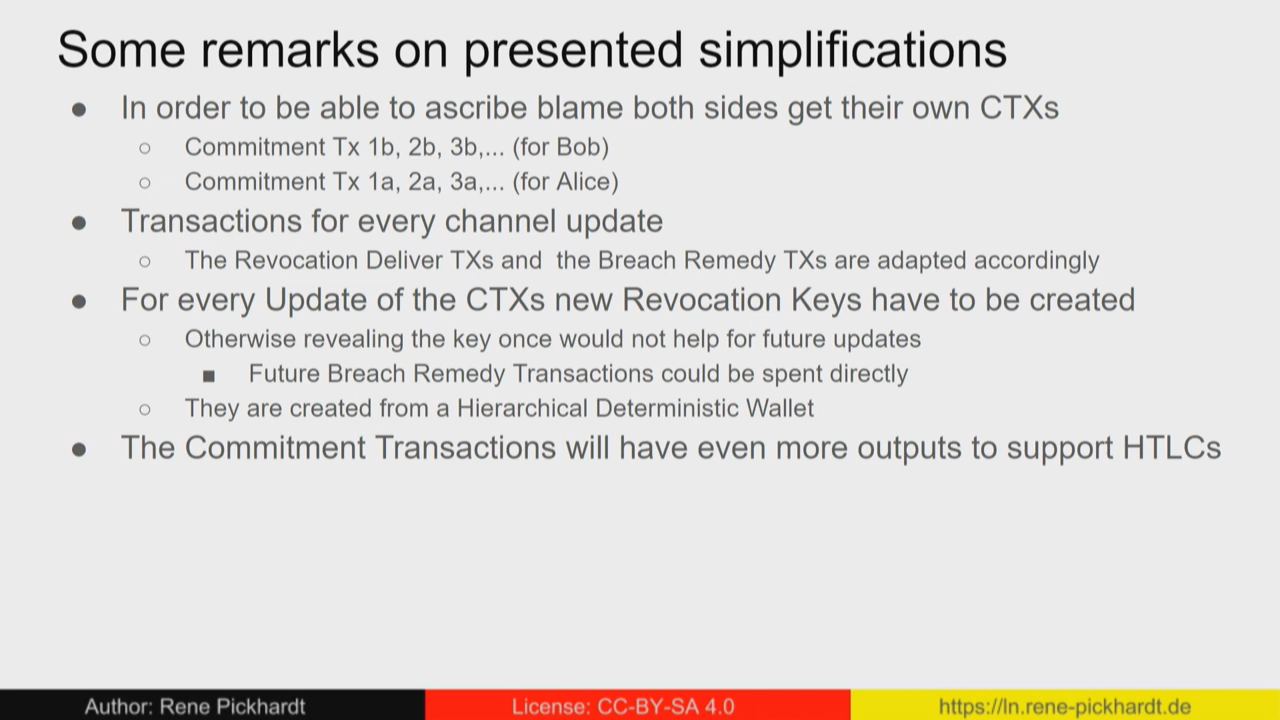 Some remarks on presented simplifications
● In order to be able to ascribe blame both sides get their own CTXs
○ Commitment Tx 1b, 2b, 3b,... (for Bob)
○ Commitment Tx 1a, 2a, 3a,... (for Alice)
● Transactions for every channel update
○ The Revocation Deliver TXs and the Breach Remedy TXs are adapted accordingly
● For every Update of the CTXs new Revocation Keys have to be created
○ Otherwise revealing the key once would not help for future updates
■ Future Breach Remedy Transactions could be spent directly
○ They are created from a Hierarchical Deterministic Wallet
● The Commitment Transactions will have even more outputs to support HTLCs
Author: Rene Pickhardt
License: CC-BY-SA 4.0
https://ln.rene-pickhardt.de